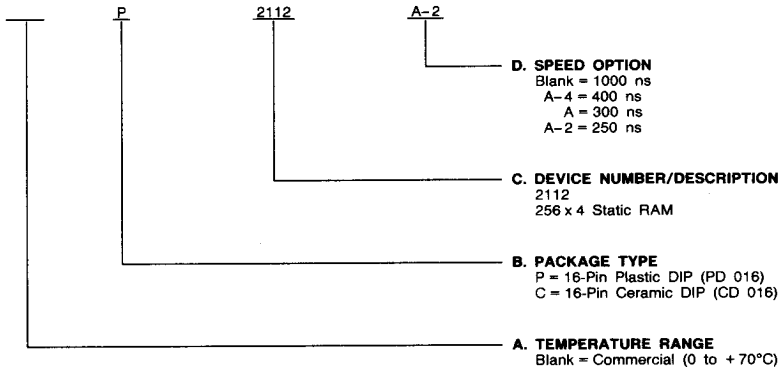 P 2112 A-2
D. SPEED OPTION
Blank = 1000 ns
A-4 = 400 ns
A = 300 ns
A-2 = 250 ns
C. DEVICE NUMBER/DESCRIPTION
2112
256 x 4 Static RAM
B. PACKAGE TYPE
P = 16-Pin Plastic DIP (PD 016)
C = 16-Pin Ceramic DIP (CD 016)
A. TEMPERATURE RANGE
Blank = Commercial (0 to +70°C)